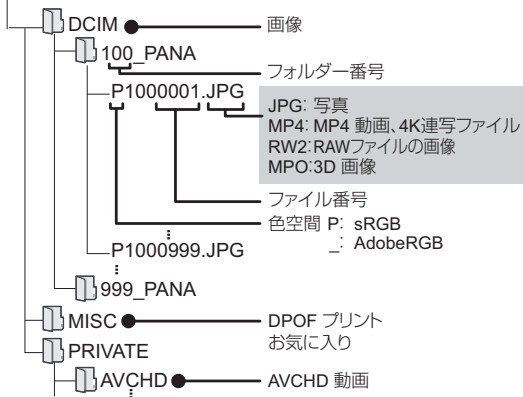 DCIM 画像
100_PANA
フォルダー番号
P1000001.JPG
JPG: 写真
MP4: MP4 動画、4K連写ファイル
RW2:RAWファイルの画像
MPO:3D 画像
ファイル番号
色空間 P: sRGB
_: AdobeRGB
P1000999.JPG
999_PANA
MISC DPOF プリント
お気に入り
PRIVATE
AVCHD AVCHD 動画